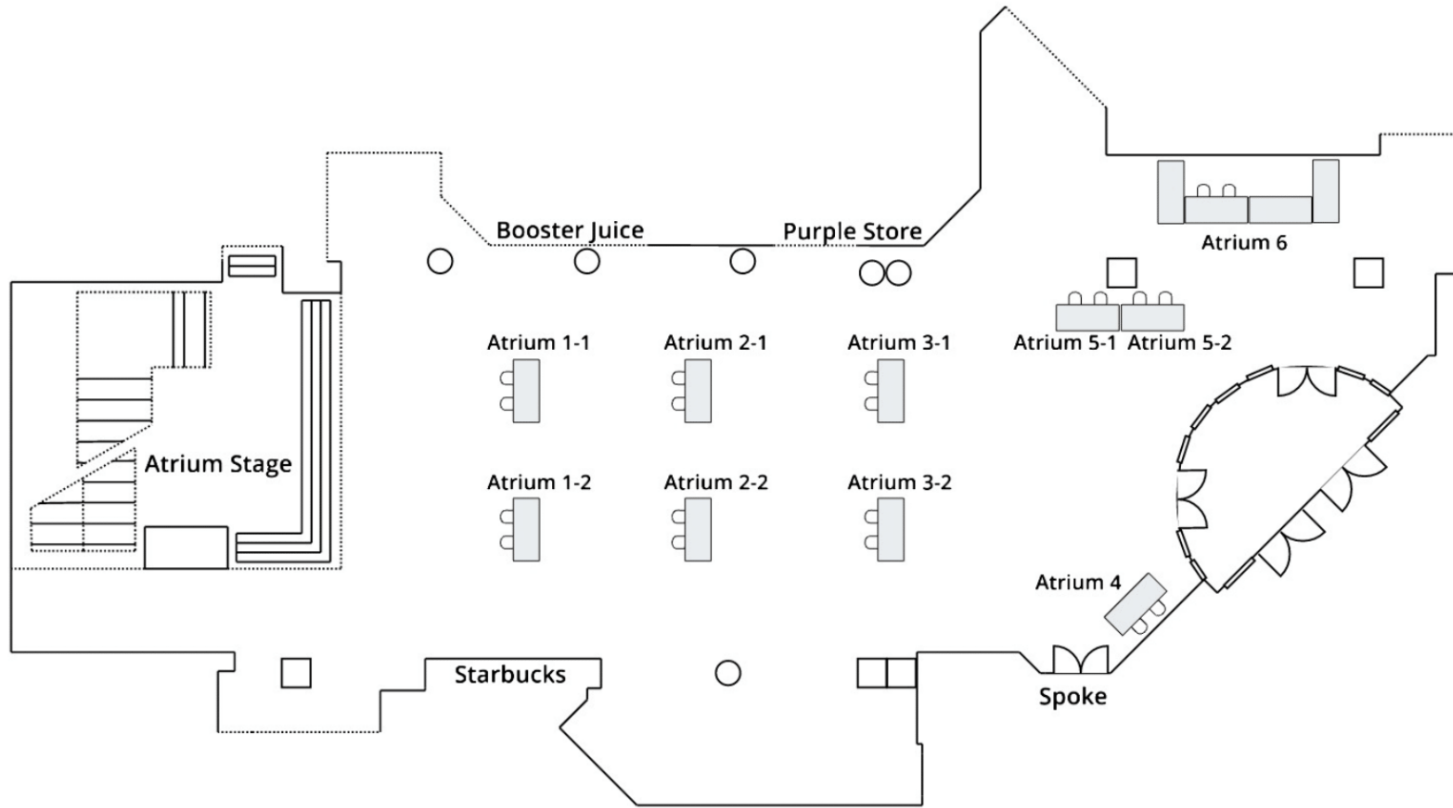 Booster Juice
Purple Store
Atrium 6
Atrium 1-1
Atrium 2-1
Atrium 3-1
Atrium 5-1
Atrium 5-2
Atrium Stage
Atrium 1-2
Atrium 2-2
Atrium 3-2
Atrium 4
Starbucks
Spoke